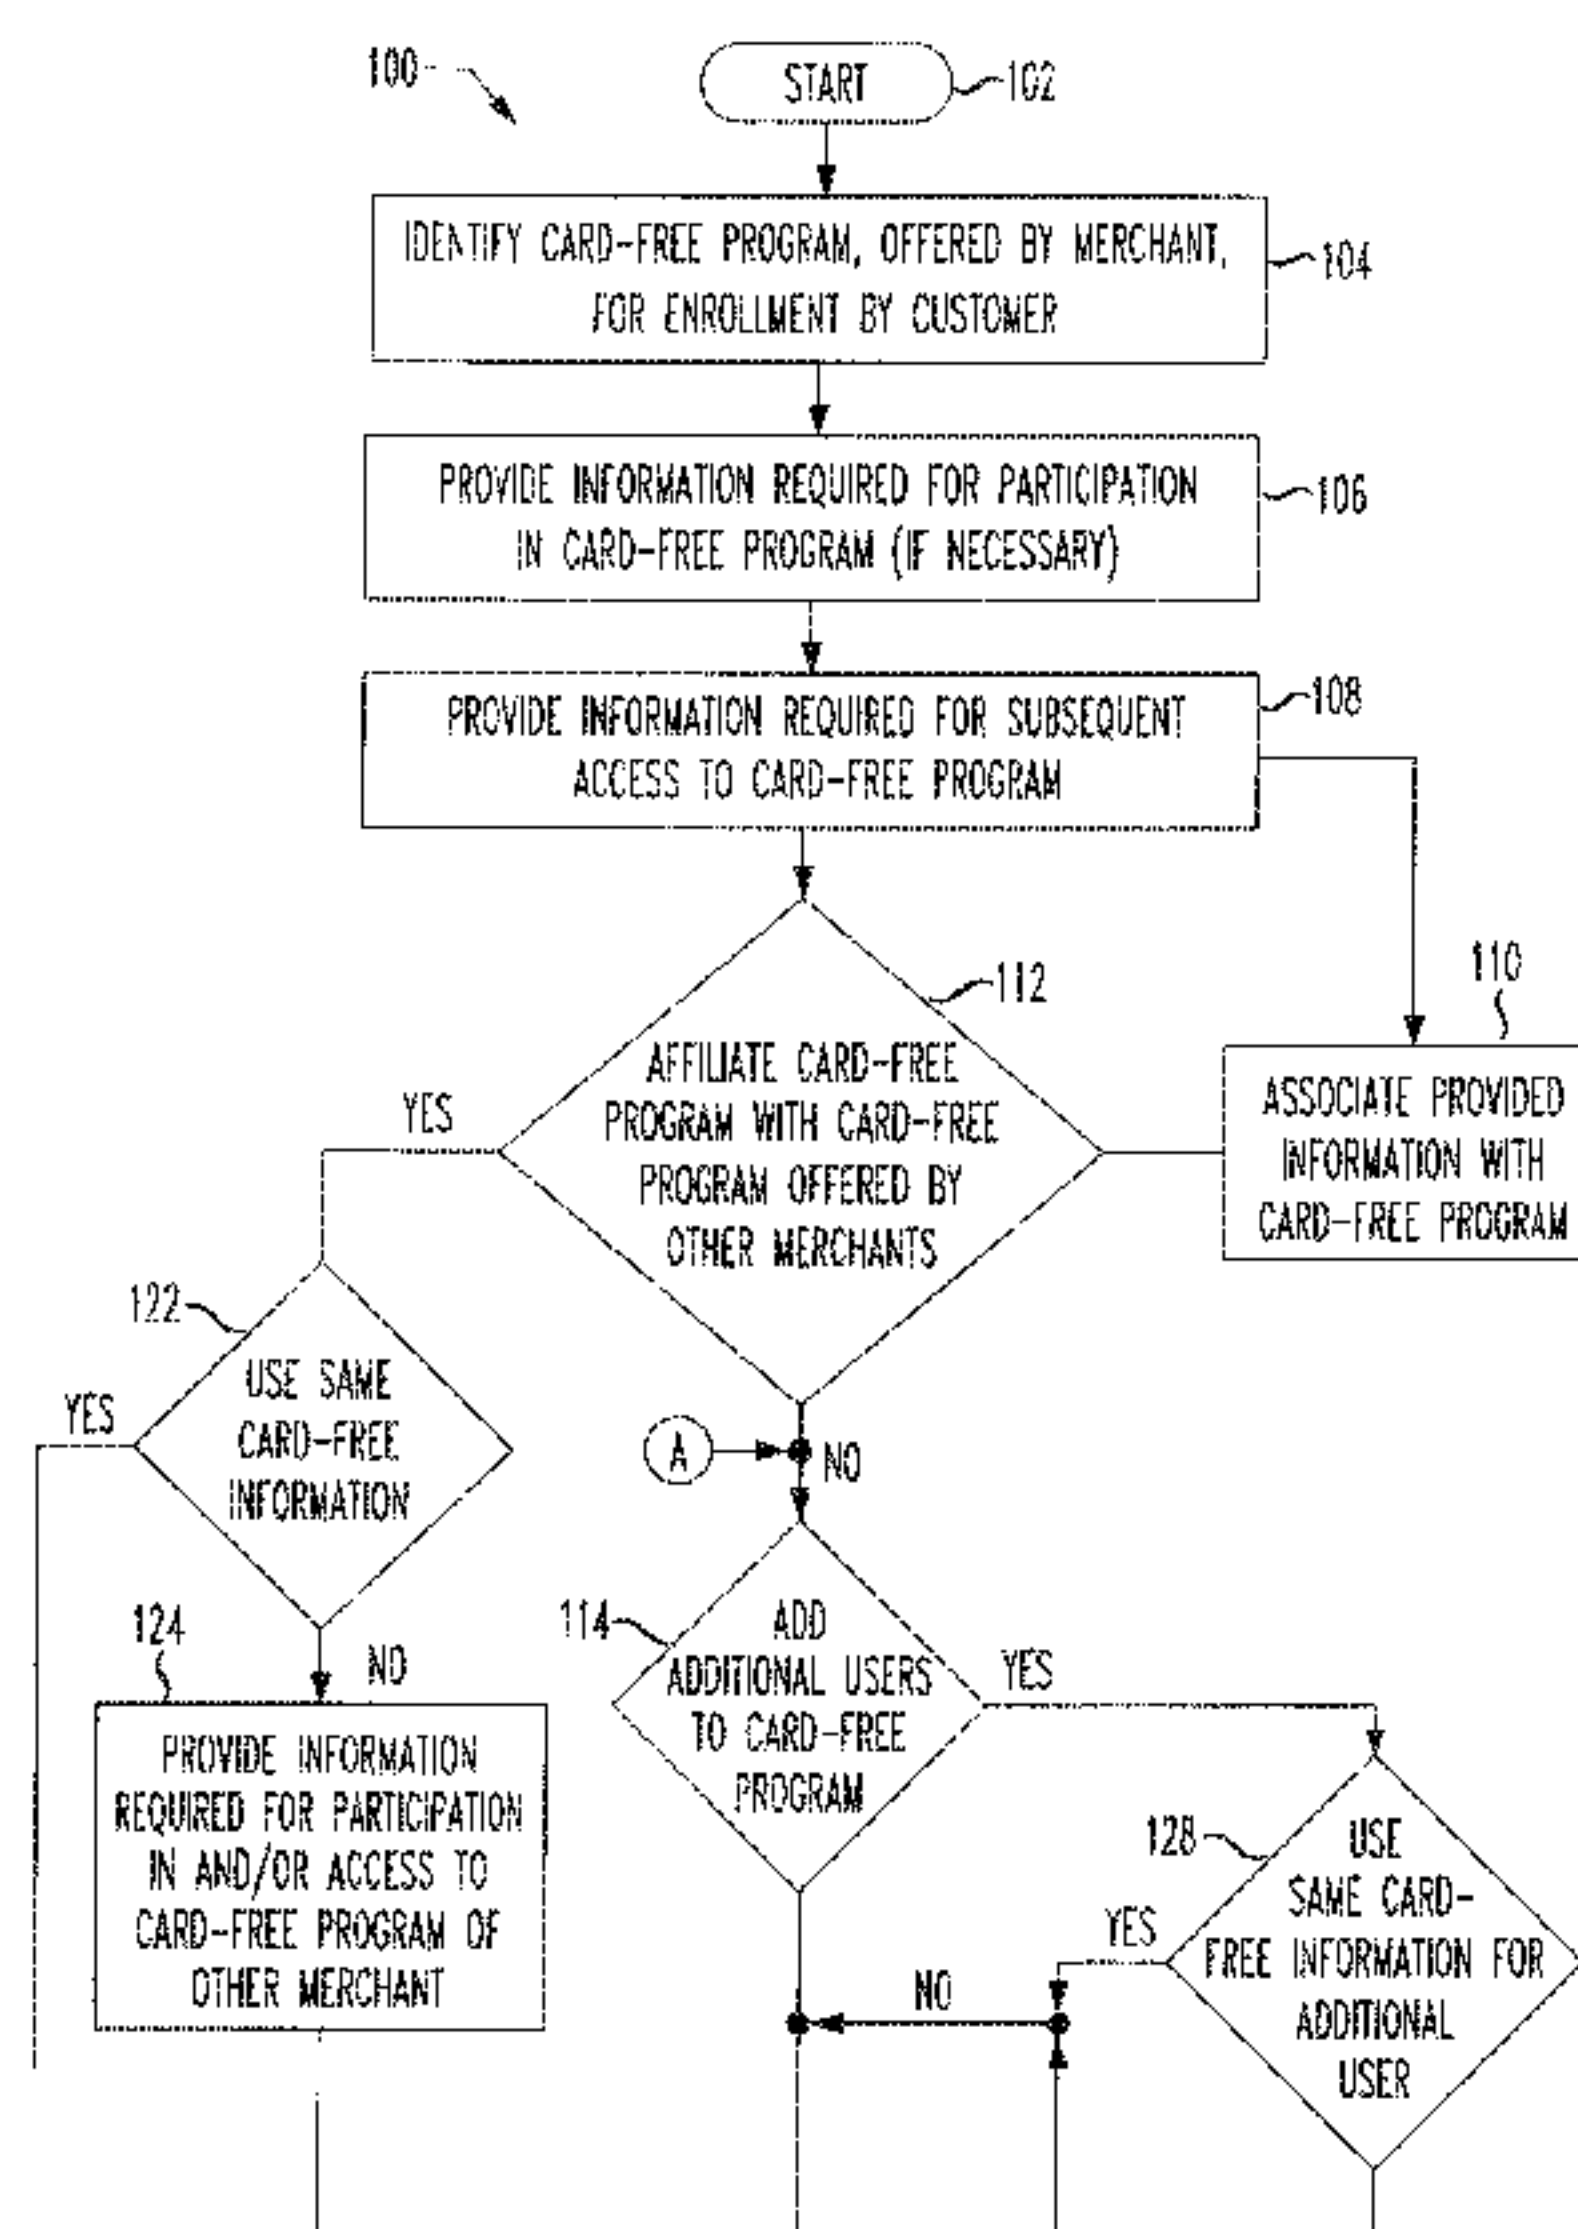 100
START
102
IDENTIFY CARD-FREE PROGRAM, OFFERED BY MERCHANT,
FOR ENROLLMENT BY CUSTOMER
104
PROVIDE INFORMATION REQUIRED FOR PARTICIPATION
IN CARD-FREE PROGRAM (IF NECESSARY)
106
PROVIDE INFORMATION REQUIRED FOR SUBSEQUENT
ACCESS TO CARD-FREE PROGRAM
108
112
AFFILIATE CARD-FREE
PROGRAM WITH CARD-FREE
PROGRAM OFFERED BY
OTHER MERCHANTS
YES
110
ASSOCIATE PROVIDED
INFORMATION WITH
CARD-FREE PROGRAM
122
USE SAME
CARD-FREE
INFORMATION
YES
A
NO
124
NO
PROVIDE INFORMATION
REQUIRED FOR PARTICIPATION
IN AND/OR ACCESS TO
CARD-FREE PROGRAM OF
OTHER MERCHANT
114
ADD
ADDITIONAL USERS
TO CARD-FREE
PROGRAM
YES
128
USE
SAME CARD-
FREE INFORMATION FOR
ADDITIONAL
USER
YES
NO